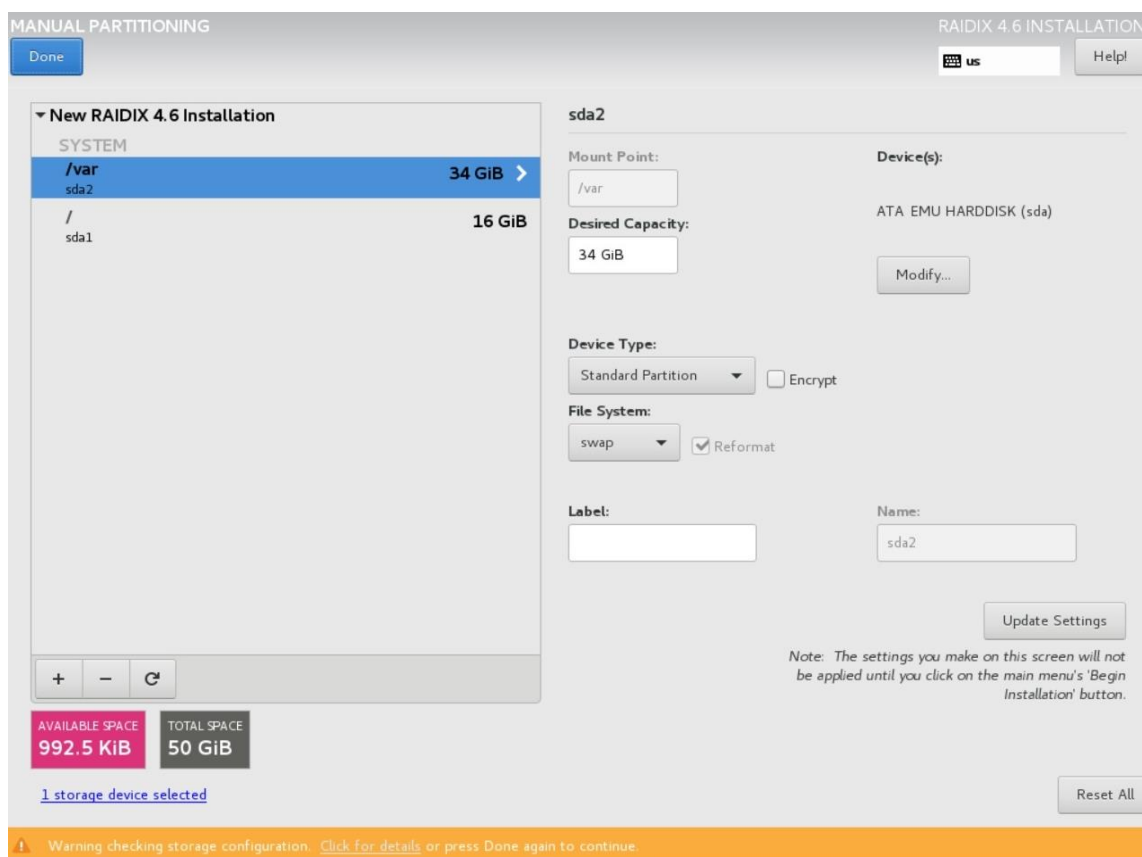 MANUAL PARTITIONING
RAIDIX 4.6 INSTALLATION
Done
us
Help!
New RAIDIX 4.6 Installation
SYSTEM
/var
34 GiB
sda2
/
16 GiB
sda1
sda2
Mount Point:
Device(s):
/var
ATA EMU HARDDISK (sda)
Desired Capacity:
34 GiB
Modify...
Device Type:
Standard Partition
Encrypt
File System:
swap
Reformat
Label:
Name:
sda2
Update Settings
Note: The settings you make on this screen will not
be applied until you click on the main menu's 'Begin
Installation' button.
+ −
AVAILABLE SPACE
992.5 KiB
TOTAL SPACE
50 GiB
1 storage device selected
Reset All
Warning checking storage configuration. Click for details or press Done again to continue.